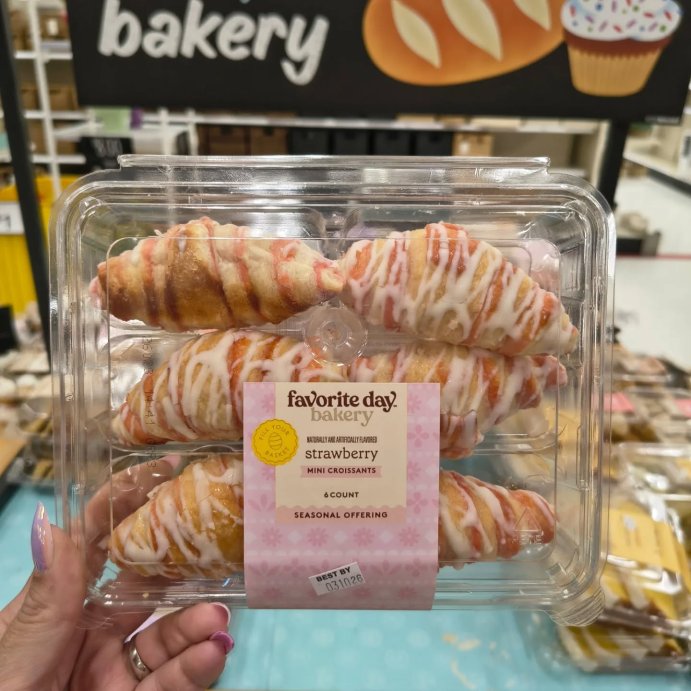 bakery
favorite day™
bakery
FILL YOUR
BASKET
NATURALLY AND ARTIFICIALLY FLAVORED
strawberry
MINI CROISSANTS
6 COUNT
SEASONAL OFFERING
BEST BY
031026